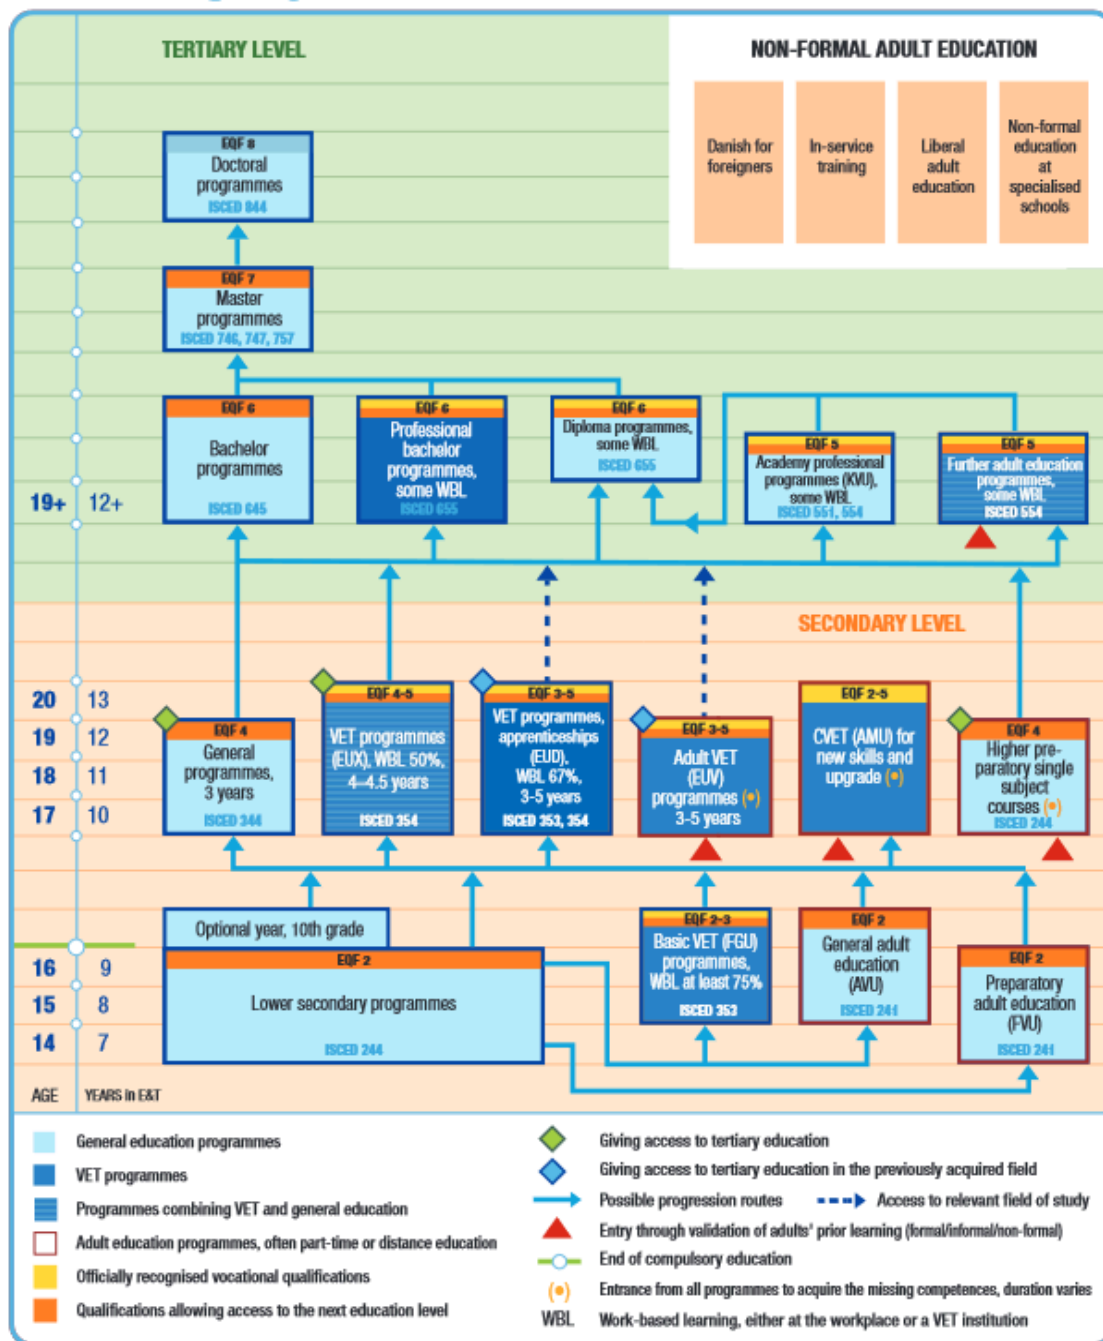 TERTIARY LEVEL
NON-FORMAL ADULT EDUCATION
Danish for
foreigners
In-service
training
Liberal
adult
education
Non-formal
education
at
specialised
schools
EQF 8
Doctoral
programmes
ISCED 844
EQF 7
Master
programmes
ISCED 746, 747, 757
EQF 6
Bachelor
programmes
ISCED 645
EQF 6
Professional
bachelor
programmes,
some WBL
ISCED 655
EQF 6
Diploma programmes,
some WBL
ISCED 655
EQF 5
Academy professional
programmes (KVU),
some WBL
ISCED 551, 554
EQF 5
Further adult education
programmes,
some WBL
ISCED 554
19+ 12+
SECONDARY LEVEL
20 13
19 12
18 11
17 10
EQF 4
General
programmes,
3 years
ISCED 344
EQF 4-5
VET programmes
(EUX), WBL 50%,
4–4.5 years
ISCED 354
EQF 3-5
VET programmes,
apprenticeships
(EUD),
WBL 67%,
3-5 years
ISCED 353, 354
EQF 3-5
Adult VET
(EUV)
programmes (•)
3-5 years
EQF 2-5
CVET (AMU) for
new skills and
upgrade (•)
EQF 4
Higher pre-
paratory single
subject
courses (•)
ISCED 244
Optional year, 10th grade
EQF 2
Lower secondary programmes
ISCED 244
EQF 2-3
Basic VET (FGU)
programmes,
WBL at least 75%
ISCED 353
EQF 2
General adult
education
(AVU)
ISCED 241
EQF 2
Preparatory
adult education
(FVU)
ISCED 241
16 9
15 8
14 7
AGE YEARS in E&T
General education programmes
VET programmes
Programmes combining VET and general education
Adult education programmes, often part-time or distance education
Officially recognised vocational qualifications
Qualifications allowing access to the next education level
Giving access to tertiary education
Giving access to tertiary education in the previously acquired field
Possible progression routes
Access to relevant field of study
Entry through validation of adults' prior learning (formal/informal/non-formal)
End of compulsory education
(•) Entrance from all programmes to acquire the missing competences, duration varies
WBL Work-based learning, either at the workplace or a VET institution